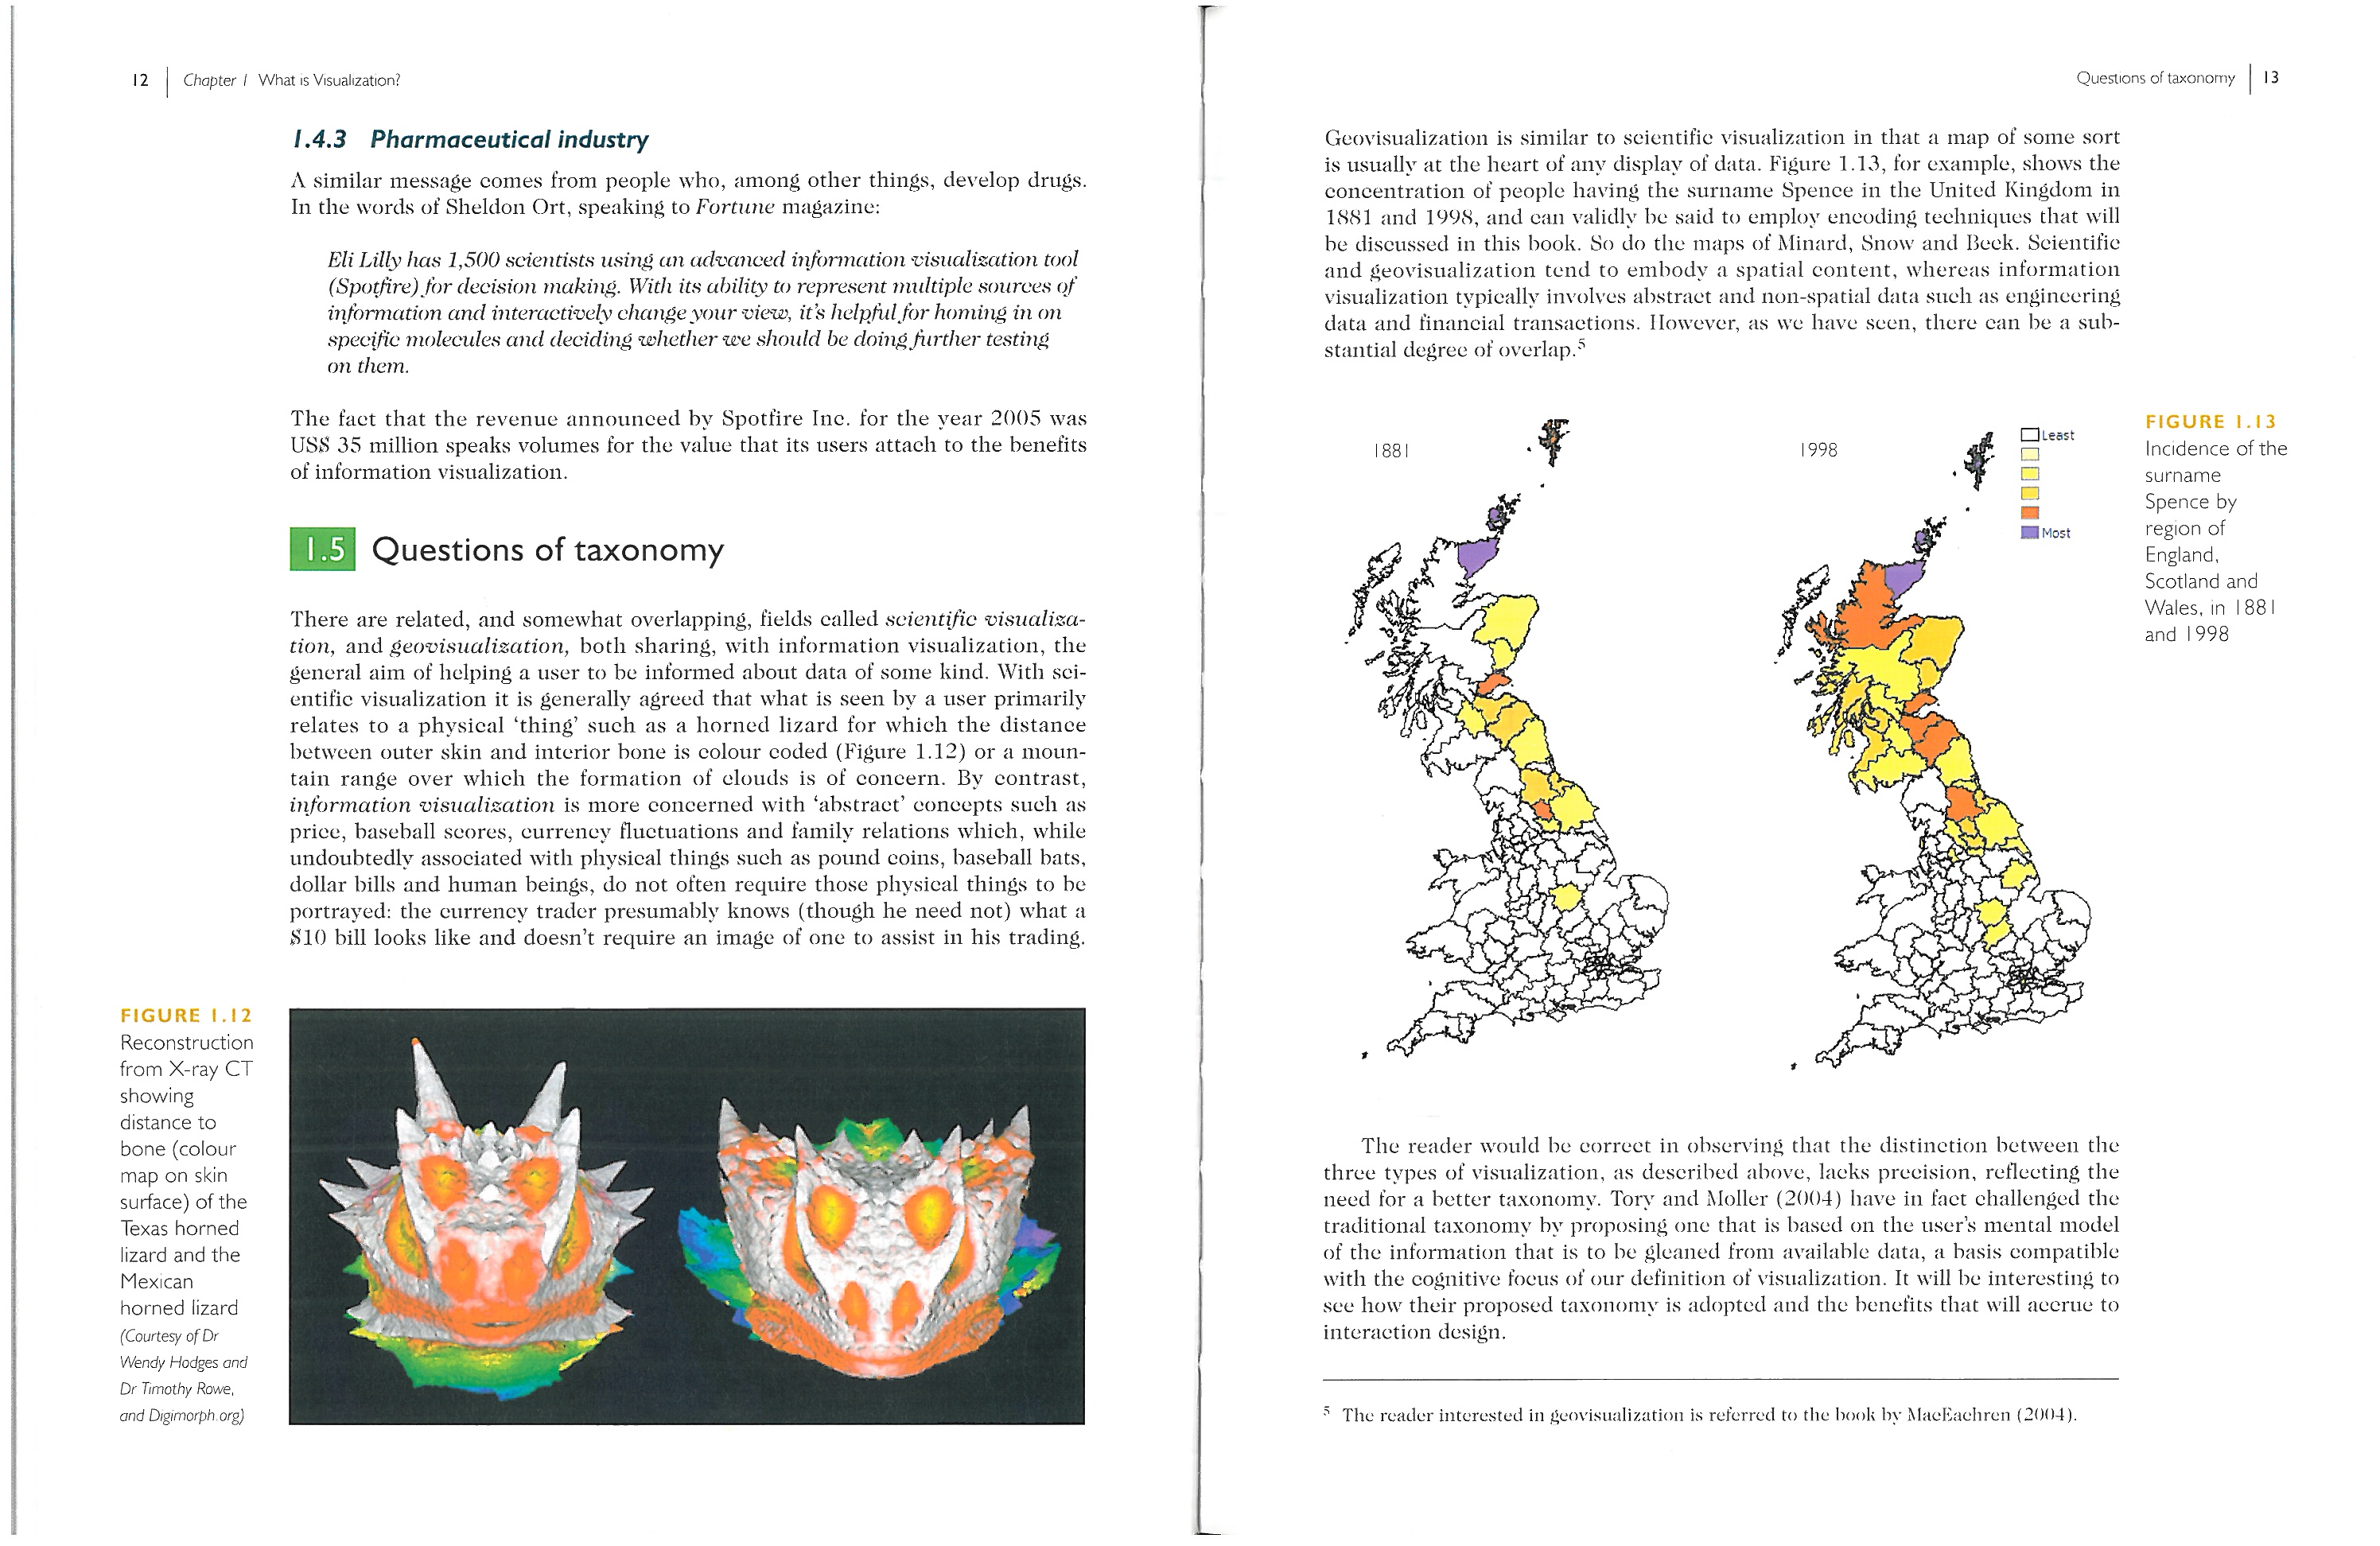 12 | Chapter 1 What is Visualization?
1.4.3 Pharmaceutical industry
A similar message comes from people who, among other things, develop drugs.
In the words of Sheldon Ort, speaking to Fortune magazine:
Eli Lilly has 1,500 scientists using an advanced information visualization tool
(Spotfire) for decision making. With its ability to represent multiple sources of
information and interactively change your view, it's helpful for homing in on
specific molecules and deciding whether we should be doing further testing
on them.
The fact that the revenue announced by Spotfire Inc. for the year 2005 was
US$ 35 million speaks volumes for the value that its users attach to the benefits
of information visualization.
1.5 Questions of taxonomy
There are related, and somewhat overlapping, fields called scientific visualiza-
tion, and geovisualization, both sharing, with information visualization, the
general aim of helping a user to be informed about data of some kind. With sci-
entific visualization it is generally agreed that what is seen by a user primarily
relates to a physical 'thing' such as a horned lizard for which the distance
between outer skin and interior bone is colour coded (Figure 1.12) or a moun-
tain range over which the formation of clouds is of concern. By contrast,
information visualization is more concerned with 'abstract' concepts such as
price, baseball scores, currency fluctuations and family relations which, while
undoubtedly associated with physical things such as pound coins, baseball bats,
dollar bills and human beings, do not often require those physical things to be
portrayed: the currency trader presumably knows (though he need not) what a
$10 bill looks like and doesn't require an image of one to assist in his trading.
FIGURE 1.12
Reconstruction
from X-ray CT
showing
distance to
bone (colour
map on skin
surface) of the
Texas horned
lizard and the
Mexican
horned lizard
(Courtesy of Dr
Wendy Hodges and
Dr Timothy Rowe,
and Digimorph.org)
Questions of taxonomy | 13
Geovisualization is similar to scientific visualization in that a map of some sort
is usually at the heart of any display of data. Figure 1.13, for example, shows the
concentration of people having the surname Spence in the United Kingdom in
1881 and 1998, and can validly be said to employ encoding techniques that will
be discussed in this book. So do the maps of Minard, Snow and Beck. Scientific
and geovisualization tend to embody a spatial content, whereas information
visualization typically involves abstract and non-spatial data such as engineering
data and financial transactions. However, as we have seen, there can be a sub-
stantial degree of overlap.5
1881
1998
Least
Most
FIGURE 1.13
Incidence of the
surname
Spence by
region of
England,
Scotland and
Wales, in 1881
and 1998
The reader would be correct in observing that the distinction between the
three types of visualization, as described above, lacks precision, reflecting the
need for a better taxonomy. Tory and Moller (2004) have in fact challenged the
traditional taxonomy by proposing one that is based on the user's mental model
of the information that is to be gleaned from available data, a basis compatible
with the cognitive focus of our definition of visualization. It will be interesting to
see how their proposed taxonomy is adopted and the benefits that will accrue to
interaction design.
5 The reader interested in geovisualization is referred to the book by MacEachren (2004).